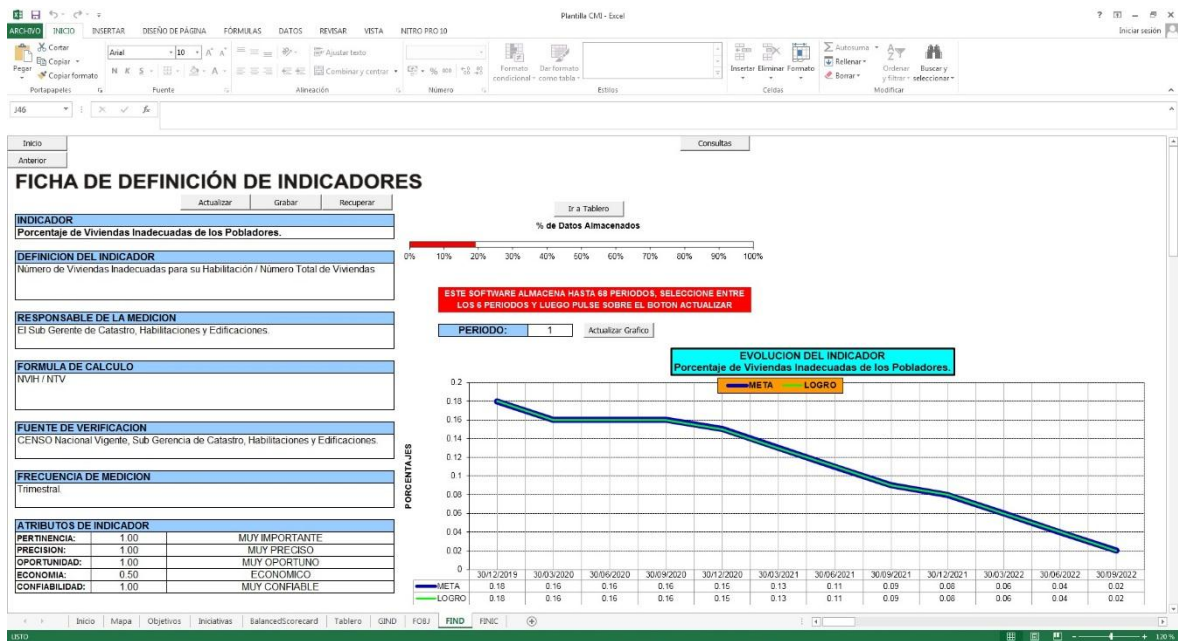 Plantilla CMI - Excel
ARCHIVO INICIO INSERTAR DISEÑO DE PÁGINA FÓRMULAS DATOS REVISAR VISTA NITRO PRO 10
Iniciar sesión
Pegar
Cortar
Copiar
Copiar formato
Portapapeles
Arial 10
N K S
Fuente
Ajustar texto
Combinar y centrar
Alineación
% 000
Número
Formato condicional
Dar formato como tabla
Estilos
Insertar Eliminar Formato
Celdas
Autosuma
Rellenar
Borrar
Ordenar y filtrar
Buscar y seleccionar
Modificar
J46
fx
Inicio
Anterior
Consultas
FICHA DE DEFINICIÓN DE INDICADORES
Actualizar Grabar Recuperar
INDICADOR
Porcentaje de Viviendas Inadecuadas de los Pobladores.
DEFINICION DEL INDICADOR
Número de Viviendas Inadecuadas para su Habilitación / Número Total de Viviendas
RESPONSABLE DE LA MEDICION
El Sub Gerente de Catastro, Habilitaciones y Edificaciones.
FORMULA DE CALCULO
NVIH / NTV
FUENTE DE VERIFICACION
CENSO Nacional Vigente, Sub Gerencia de Catastro, Habilitaciones y Edificaciones.
FRECUENCIA DE MEDICION
Trimestral.
ATRIBUTOS DE INDICADOR
PERTINENCIA: 1.00 MUY IMPORTANTE
PRECISION: 1.00 MUY PRECISO
OPORTUNIDAD: 1.00 MUY OPORTUNO
ECONOMIA: 0.50 ECONOMICO
CONFIABILIDAD: 1.00 MUY CONFIABLE
Ir a Tablero
% de Datos Almacenados
0% 10% 20% 30% 40% 50% 60% 70% 80% 90% 100%
ESTE SOFTWARE ALMACENA HASTA 68 PERIODOS, SELECCIONE ENTRE
LOS 6 PERIODOS Y LUEGO PULSE SOBRE EL BOTON ACTUALIZAR
PERIODO: 1 Actualizar Grafico
EVOLUCION DEL INDICADOR
Porcentaje de Viviendas Inadecuadas de los Pobladores.
META LOGRO
PORCENTAJES
0.2
0.18
0.16
0.14
0.12
0.1
0.08
0.06
0.04
0.02
0
30/12/2019 30/03/2020 30/06/2020 30/09/2020 30/12/2020 30/03/2021 30/06/2021 30/09/2021 30/12/2021 30/03/2022 30/06/2022 30/09/2022
META 0.18 0.16 0.16 0.16 0.15 0.13 0.11 0.09 0.08 0.06 0.04 0.02
LOGRO 0.18 0.16 0.16 0.16 0.15 0.13 0.11 0.09 0.08 0.06 0.04 0.02
Inicio Mapa Objetivos Iniciativas BalancedScorecard Tablero GIND FOBJ FIND FINIC
LISTO
120 %